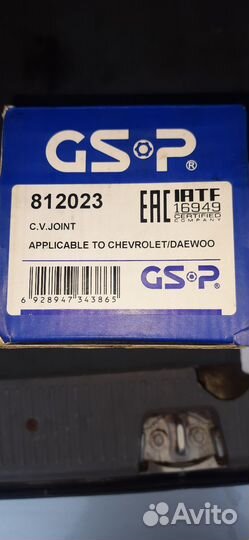 GSP®
812023
C.V.JOINT
APPLICABLE TO CHEVROLET/DAEWOO
EAC
IATF
16949
CERTIFIED
COMPANY
GSP®
6 928947 343865
Avito